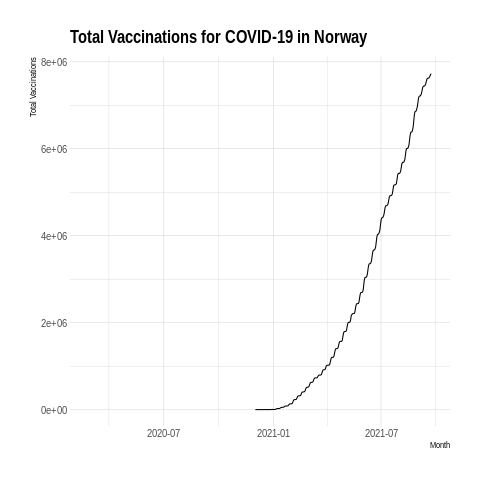 Total Vaccinations for COVID-19 in Norway
Total Vaccinations
8e+06
6e+06
4e+06
2e+06
0e+00
2020-07
2021-01
2021-07
Month